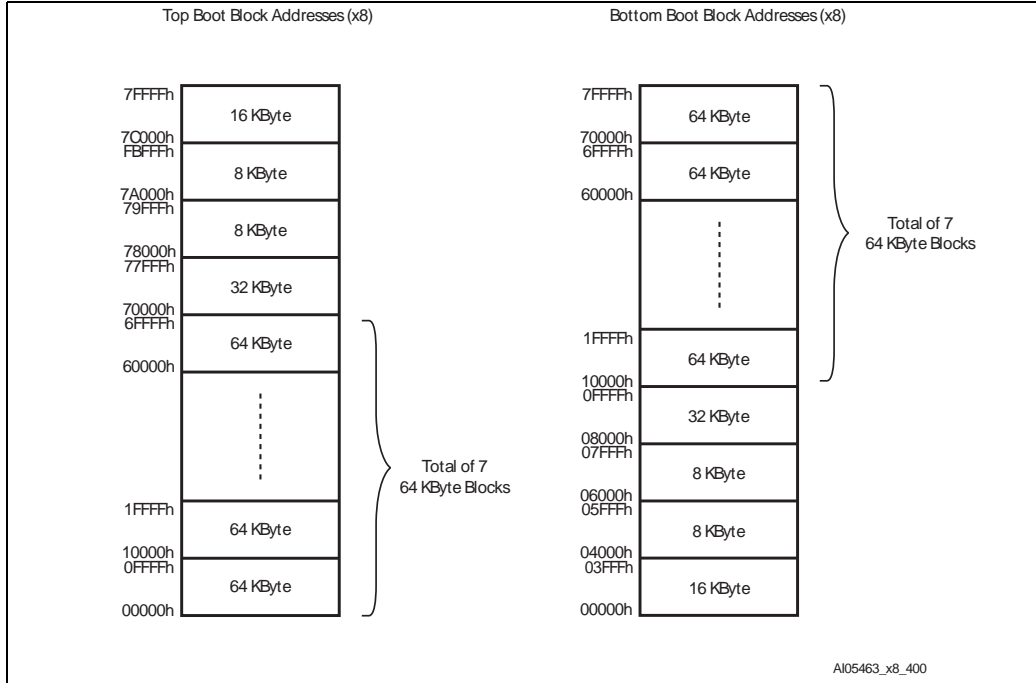 Top Boot Block Addresses (x8)
7FFFFh
16 KByte
7C000h
FBFFFh
8 KByte
7A000h
79FFFh
8 KByte
78000h
77FFFh
32 KByte
70000h
6FFFFh
64 KByte
60000h
Total of 7
64 KByte Blocks
1FFFFh
64 KByte
10000h
0FFFFh
64 KByte
00000h
Bottom Boot Block Addresses (x8)
7FFFFh
64 KByte
70000h
6FFFFh
64 KByte
60000h
Total of 7
64 KByte Blocks
1FFFFh
64 KByte
10000h
0FFFFh
32 KByte
08000h
07FFFh
8 KByte
06000h
05FFFh
8 KByte
04000h
03FFFh
16 KByte
00000h
AI05463_x8_400